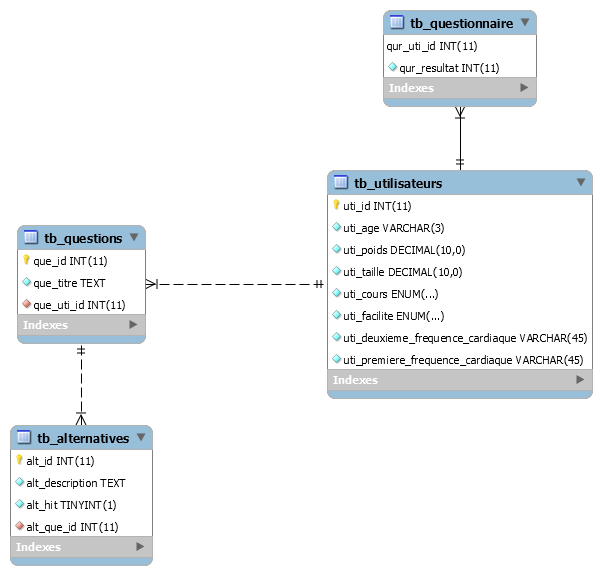 tb_questionnaire
qur_uti_id INT(11)
qur_resultat INT(11)
Indexes
tb_utilisateurs
uti_id INT(11)
uti_age VARCHAR(3)
uti_poids DECIMAL(10,0)
uti_taille DECIMAL(10,0)
uti_cours ENUM(...)
uti_facilite ENUM(...)
uti_deuxieme_frequence_cardiaque VARCHAR(45)
uti_premiere_frequence_cardiaque VARCHAR(45)
Indexes
tb_questions
que_id INT(11)
que_titre TEXT
que_uti_id INT(11)
Indexes
tb_alternatives
alt_id INT(11)
alt_description TEXT
alt_hit TINYINT(1)
alt_que_id INT(11)
Indexes